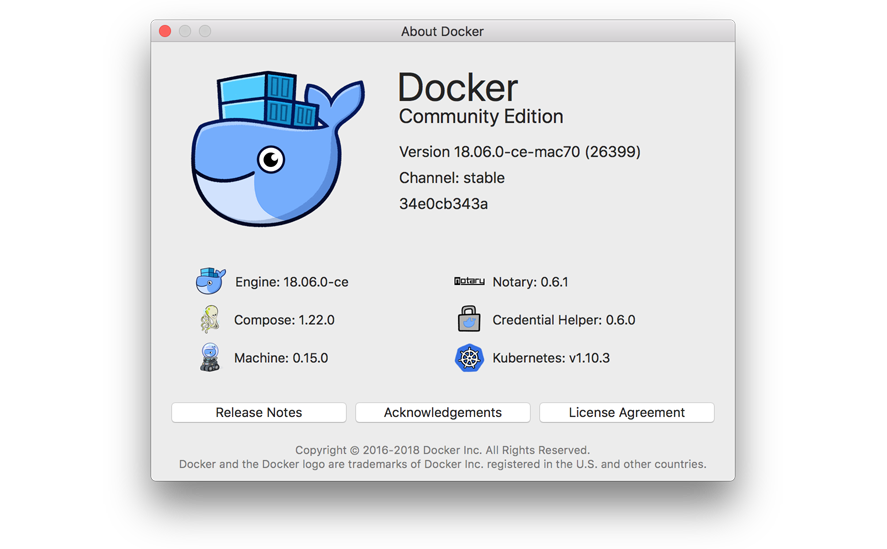 About Docker
Docker
Community Edition
Version 18.06.0-ce-mac70 (26399)
Channel: stable
34e0cb343a
Engine: 18.06.0-ce
notary Notary: 0.6.1
Compose: 1.22.0
Credential Helper: 0.6.0
Machine: 0.15.0
Kubernetes: v1.10.3
Release Notes
Acknowledgements
License Agreement
Copyright © 2016-2018 Docker Inc. All Rights Reserved.
Docker and the Docker logo are trademarks of Docker Inc. registered in the U.S. and other countries.